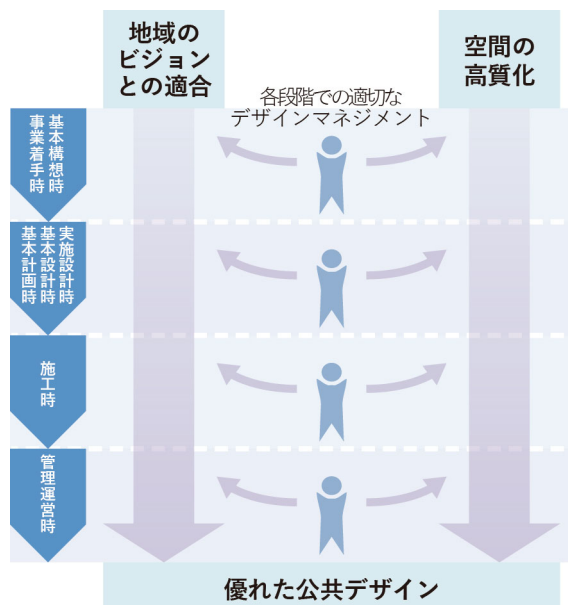 地域の
ビジョン
との適合
空間の
高質化
各段階での適切な
デザインマネジメント
基本構想時
事業着手時
実施設計時
基本設計時
基本計画時
施工時
管理運営時
優れた公共デザイン